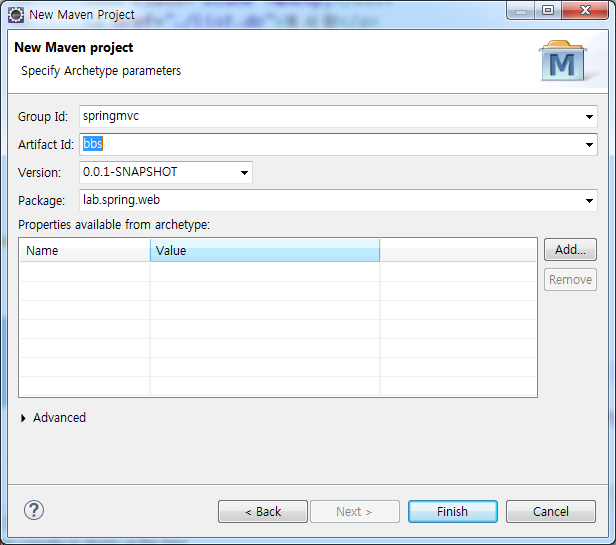 New Maven Project
New Maven project
Specify Archetype parameters
M
Group Id: springmvc
Artifact Id: bbs
Version: 0.0.1-SNAPSHOT
Package: lab.spring.web
Properties available from archetype:
Name Value
Add...
Remove
Advanced
?
< Back Next > Finish Cancel